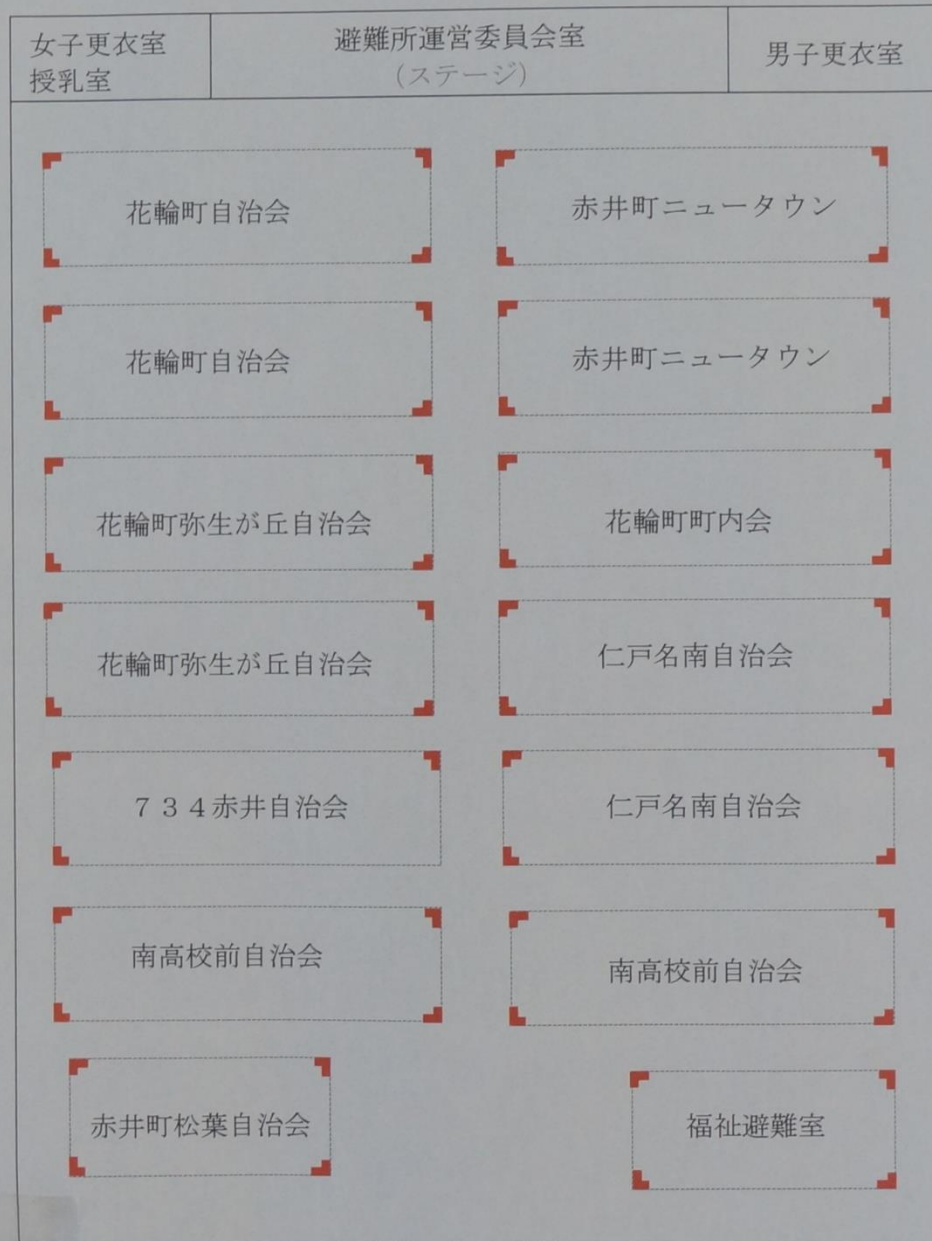 女子更衣室
授乳室
避難所運営委員会室
(ステージ)
男子更衣室
花輪町自治会
赤井町ニュータウン
花輪町自治会
赤井町ニュータウン
花輪町弥生が丘自治会
花輪町町内会
花輪町弥生が丘自治会
仁戸名南自治会
734赤井自治会
仁戸名南自治会
南高校前自治会
南高校前自治会
赤井町松葉自治会
福祉避難室